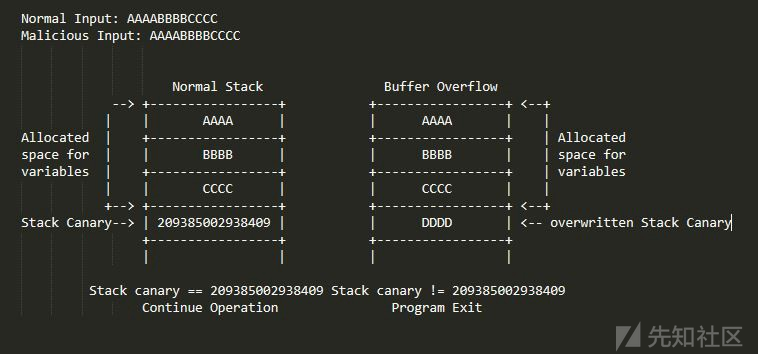 Normal Input: AAAABBBBCCCC
Malicious Input: AAAABBBBCCCC
Normal Stack Buffer Overflow
--> +-----------------+ +-----------------+ <--+
| | AAAA | | AAAA | |
Allocated | +-----------------+ +-----------------+ | Allocated
space for | | BBBB | | BBBB | | space for
variables | +-----------------+ +-----------------+ | variables
| | CCCC | | CCCC | |
+--> +-----------------+ +-----------------+ <--+
Stack Canary--> | 209385002938409 | | DDDD | <-- overwritten Stack Canary
+-----------------+ +-----------------+
| | | |
Stack canary == 209385002938409 Stack canary != 209385002938409
Continue Operation Program Exit
先知社区